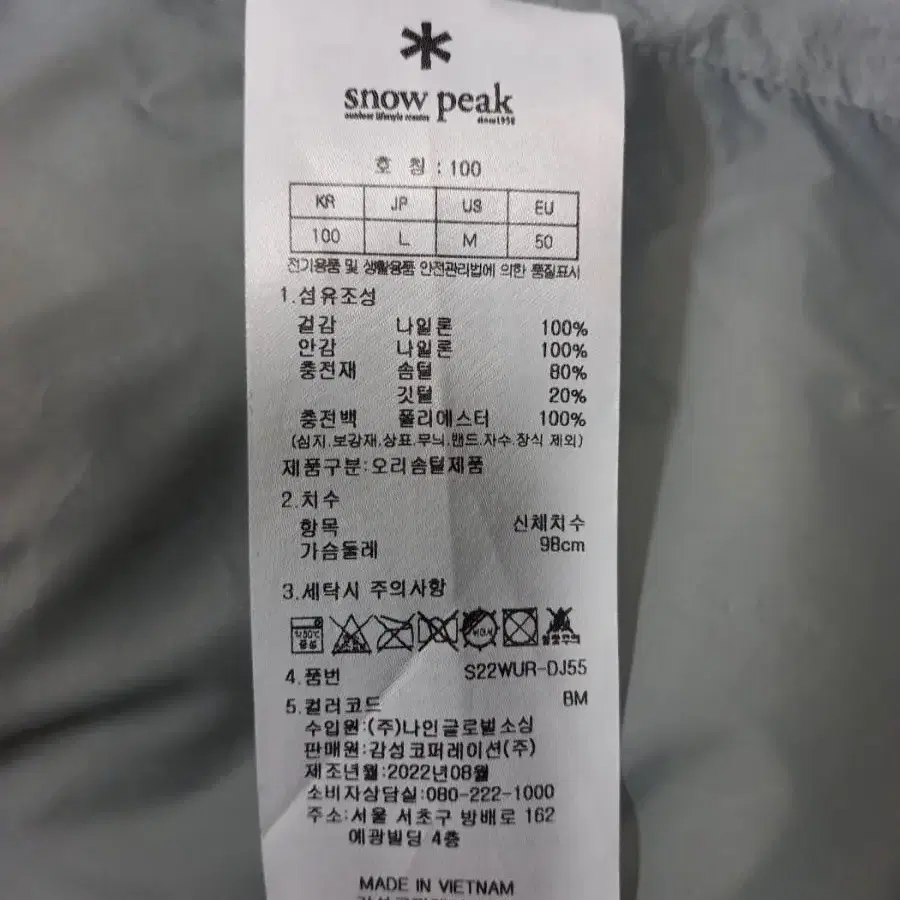 snow peak
outdoor lifestyle creator since1958
호 칭 : 100
KR JP US EU
100 L M 50
전기용품 및 생활용품 안전관리법에 의한 품질표시
1.섬유조성
겉감 나일론 100%
안감 나일론 100%
충전재 솜털 80%
깃털 20%
충전백 폴리에스터 100%
(심지.보강재.상표.무늬.밴드.자수.장식 제외)
제품구분:오리솜털제품
2.치수
항목 신체치수
가슴둘레 98cm
3.세탁시 주의사항
약30℃
중성
4.품번 S22WUR-DJ55
5.컬러코드 BM
수입원:(주)나인글로벌소싱
판매원:감성코퍼레이션(주)
제조년월:2022년08월
소비자상담실:080-222-1000
주소:서울 서초구 방배로 162
예광빌딩 4층
MADE IN VIETNAM